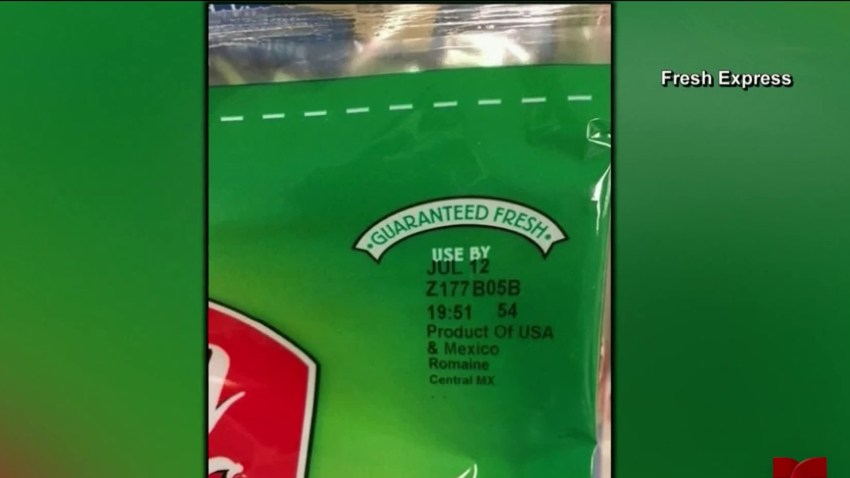 Fresh Express
GUARANTEED FRESH
USE BY
JUL 12
Z177B05B
19:51 54
Product Of USA
& Mexico
Romaine
Central MX